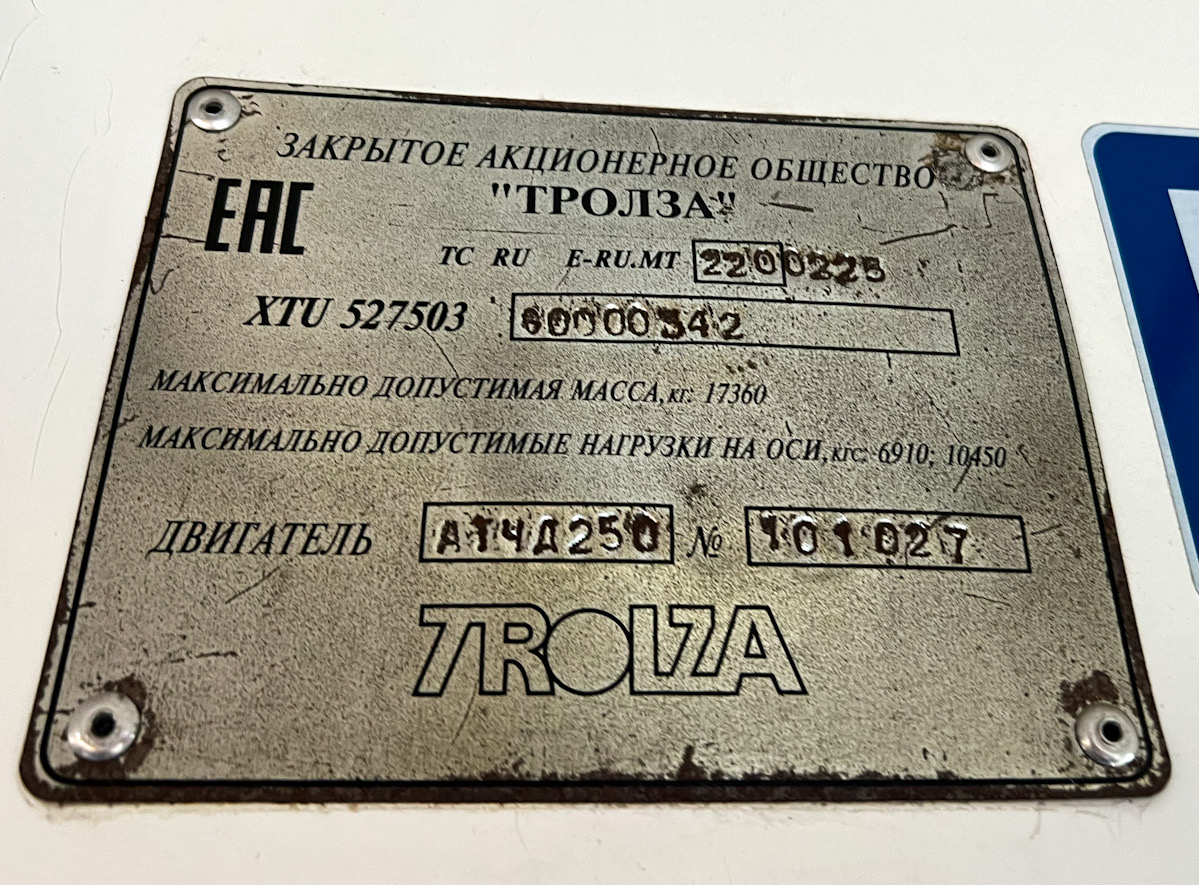 ЗАКРЫТОЕ АКЦИОНЕРНОЕ ОБЩЕСТВО
"ТРОЛЗА"
ЕАС
ТС RU Е-RU.МТ 2200225
XTU 527503 60000342
МАКСИМАЛЬНО ДОПУСТИМАЯ МАССА,кг: 17360
МАКСИМАЛЬНО ДОПУСТИМЫЕ НАГРУЗКИ НА ОСИ,кгс: 6910; 10450
ДВИГАТЕЛЬ АТЧД250 № 101027
TROLZA